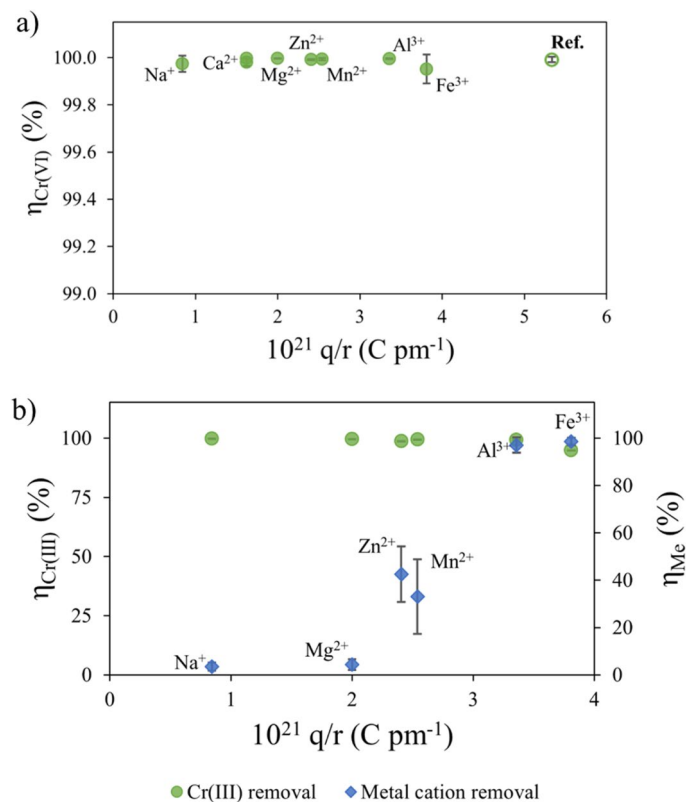 a)
100.0
99.8
99.6
99.4
99.2
99.0
η_Cr(VI) (%)
Na⁺
Ca²⁺
Mg²⁺
Zn²⁺
Mn²⁺
Al³⁺
Fe³⁺
Ref.
0 1 2 3 4 5 6
10²¹ q/r (C pm⁻¹)
b)
100
75
50
25
0
η_Cr(III) (%)
Na⁺
Mg²⁺
Zn²⁺
Mn²⁺
Al³⁺
Fe³⁺
100
80
60
40
20
0
η_Me (%)
0 1 2 3 4
10²¹ q/r (C pm⁻¹)
Cr(III) removal Metal cation removal